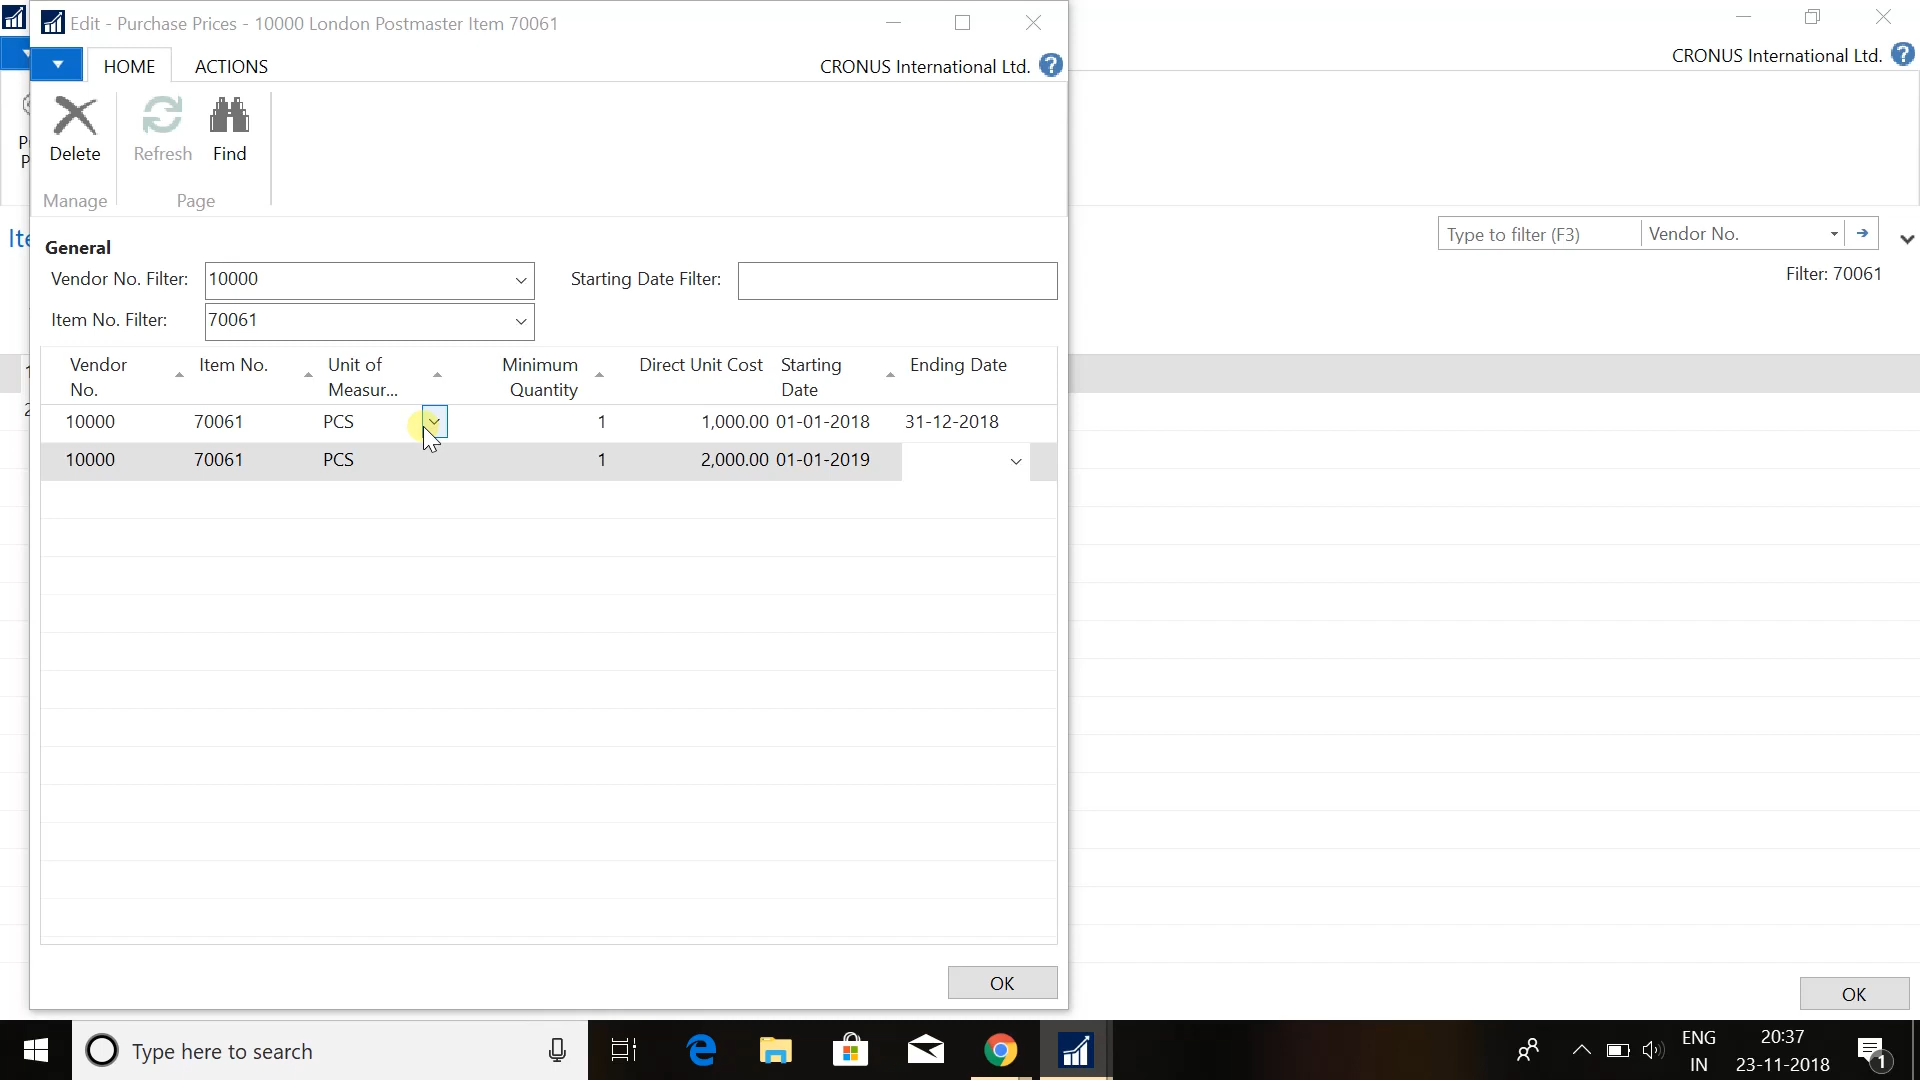 Edit - Purchase Prices - 10000 London Postmaster Item 70061
HOME
ACTIONS
CRONUS International Ltd.
CRONUS International Ltd.
Delete
Refresh
Find
Manage
Page
General
Vendor No. Filter:
10000
Starting Date Filter:
Item No. Filter:
70061
Type to filter (F3)
Vendor No.
Filter: 70061
Vendor No.
Item No.
Unit of Measur...
Minimum Quantity
Direct Unit Cost
Starting Date
Ending Date
10000 70061 PCS 1 1,000.00 01-01-2018 31-12-2018
10000 70061 PCS 1 2,000.00 01-01-2019
OK
OK
Type here to search
ENG
IN
20:37
23-11-2018
1